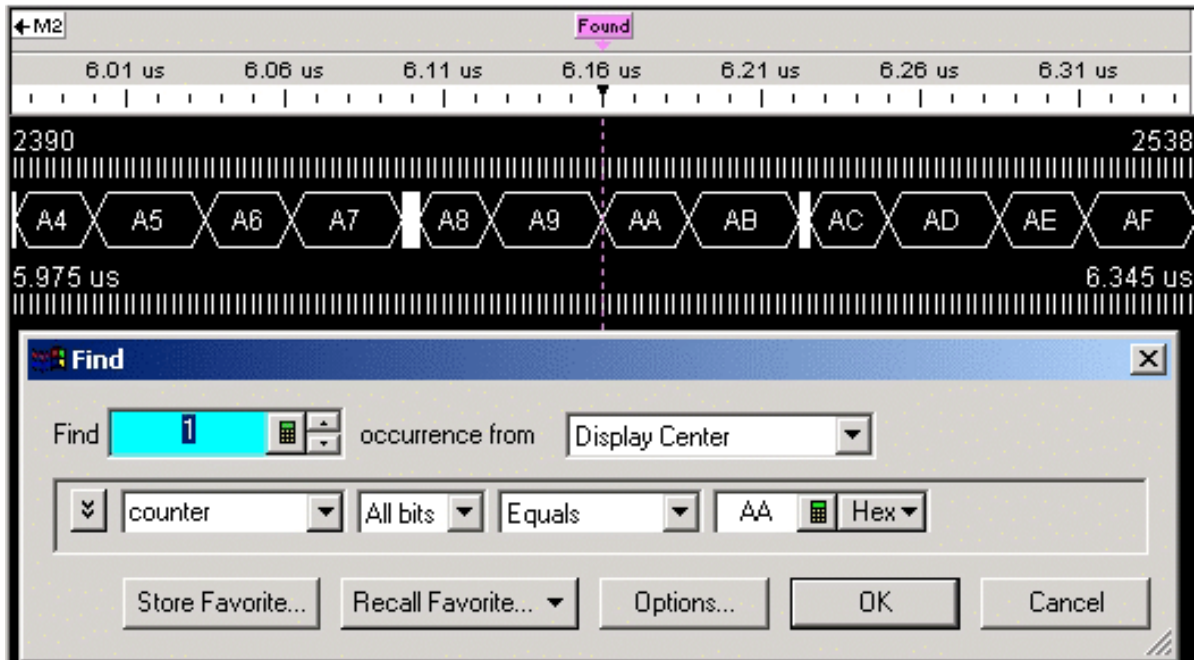 ←M2 Found
6.01 us 6.06 us 6.11 us 6.16 us 6.21 us 6.26 us 6.31 us
2390 2538
A4 A5 A6 A7 A8 A9 AA AB AC AD AE AF
5.975 us 6.345 us
Find
Find 1 occurrence from Display Center
counter All bits Equals AA Hex
Store Favorite... Recall Favorite... Options... OK Cancel